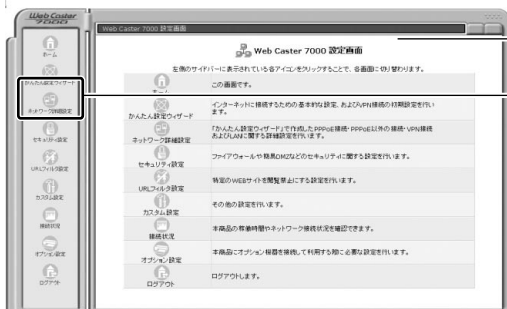 Web Caster
7000
Web Caster 7000 設定画面
Web Caster 7000 設定画面
左側のサイドバーに表示されている各アイコンをクリックすることで、各画面に切り替わります。
ホーム
かんたん設定ウィザード
ネットワーク詳細設定
セキュリティ設定
URLフィルタ設定
カスタム設定
接続状況
オプション設定
ログアウト
ホーム
この画面です。
かんたん設定ウィザード
インターネットに接続するための基本的な設定、およびVPN接続の初期設定を行い
ます。
ネットワーク詳細設定
「かんたん設定ウィザード」で作成したPPPoE接続・PPPoE以外の接続・VPN接続
およびLANに関する詳細設定を行います。
セキュリティ設定
ファイアウォールや簡易DMZなどのセキュリティに関する設定を行います。
URLフィルタ設定
特定のWEBサイトを閲覧禁止にする設定を行います。
カスタム設定
その他の設定を行います。
接続状況
本商品の稼働時間やネットワーク接続状況を確認できます。
オプション設定
本商品にオプション機器を接続して利用する際に必要な設定を行います。
ログアウト
ログアウトします。